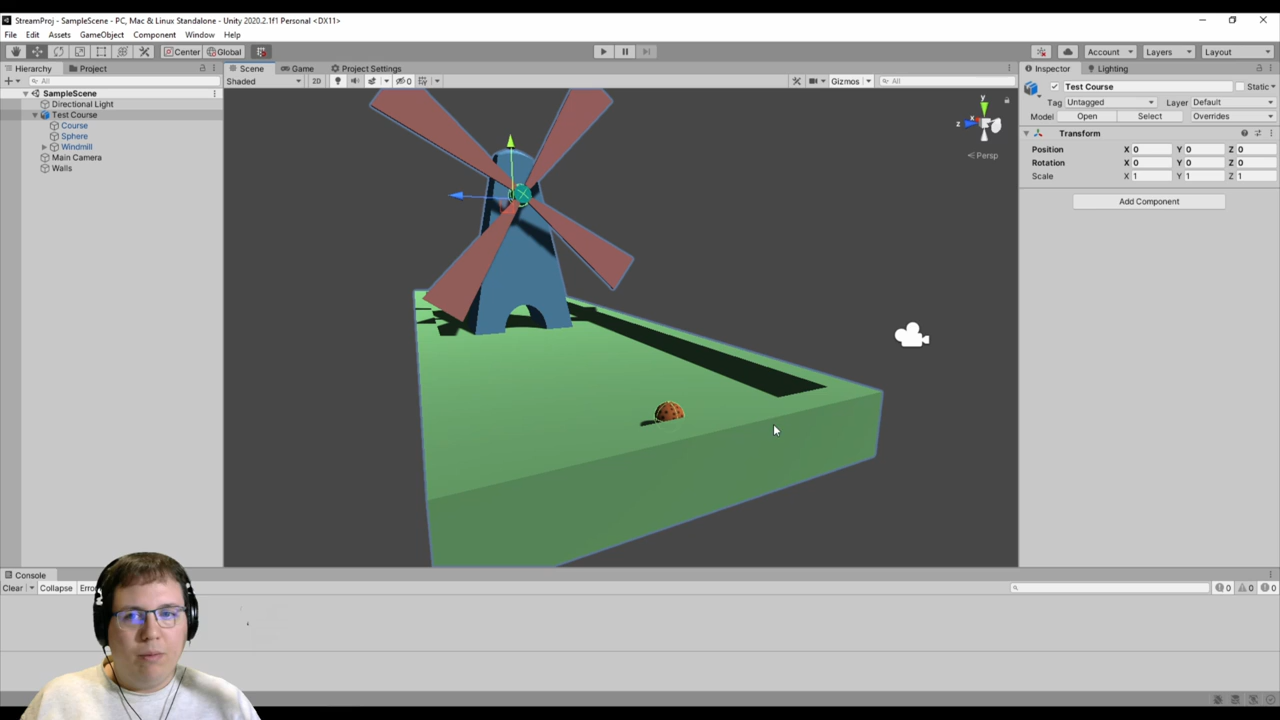 StreamProj - SampleScene - PC, Mac & Linux Standalone - Unity 2020.2.1f1 Personal <DX11>
File Edit Assets GameObject Component Window Help
Center Global Account Layers Layout
Hierarchy Project Scene Game Project Settings Inspector Lighting
All Shaded 2D 0 Gizmos All
SampleScene
Directional Light
Test Course
Course
Sphere
Windmill
Main Camera
Walls
y
x
z
Persp
Test Course Static
Tag Untagged Layer Default
Model Open Select Overrides
Transform
Position X 0 Y 0 Z 0
Rotation X 0 Y 0 Z 0
Scale X 1 Y 1 Z 1
Add Component
Console
Clear Collapse 0 0 0